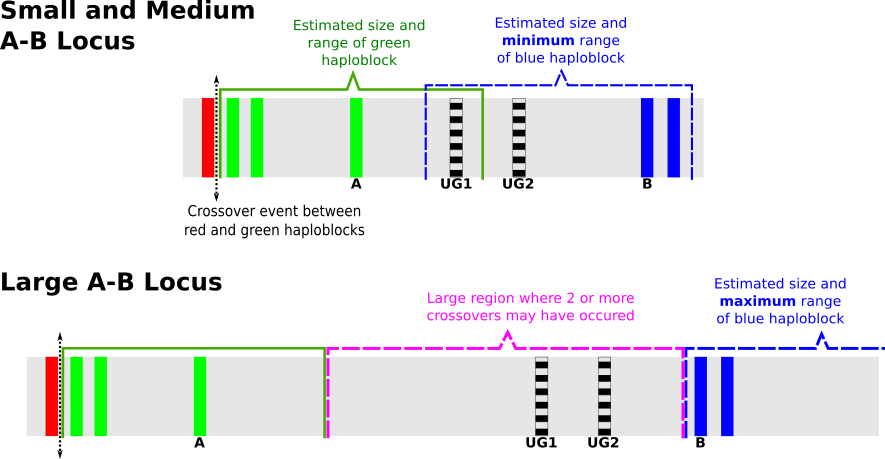 Small and Medium
A-B Locus
Estimated size and
range of green
haploblock
Estimated size and
minimum range
of blue haploblock
A
UG1
UG2
B
Crossover event between
red and green haploblocks
Large A-B Locus
Large region where 2 or more
crossovers may have occured
Estimated size and
maximum range
of blue haploblock
A
UG1
UG2
B